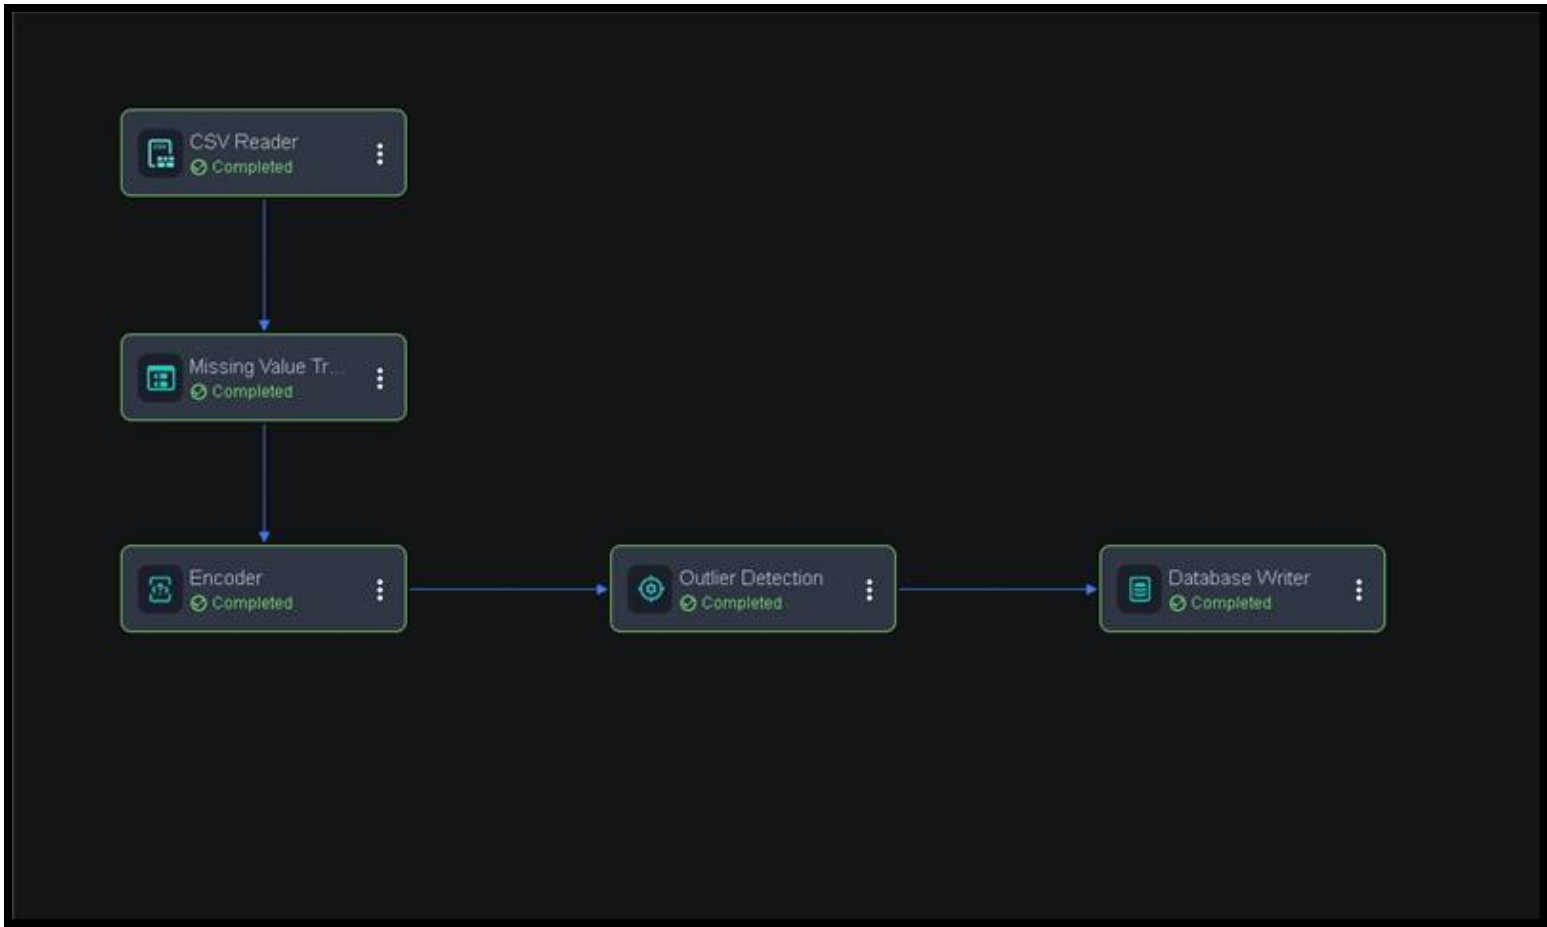 CSV Reader
Completed
Missing Value Tr...
Completed
Encoder
Completed
Outlier Detection
Completed
Database Writer
Completed